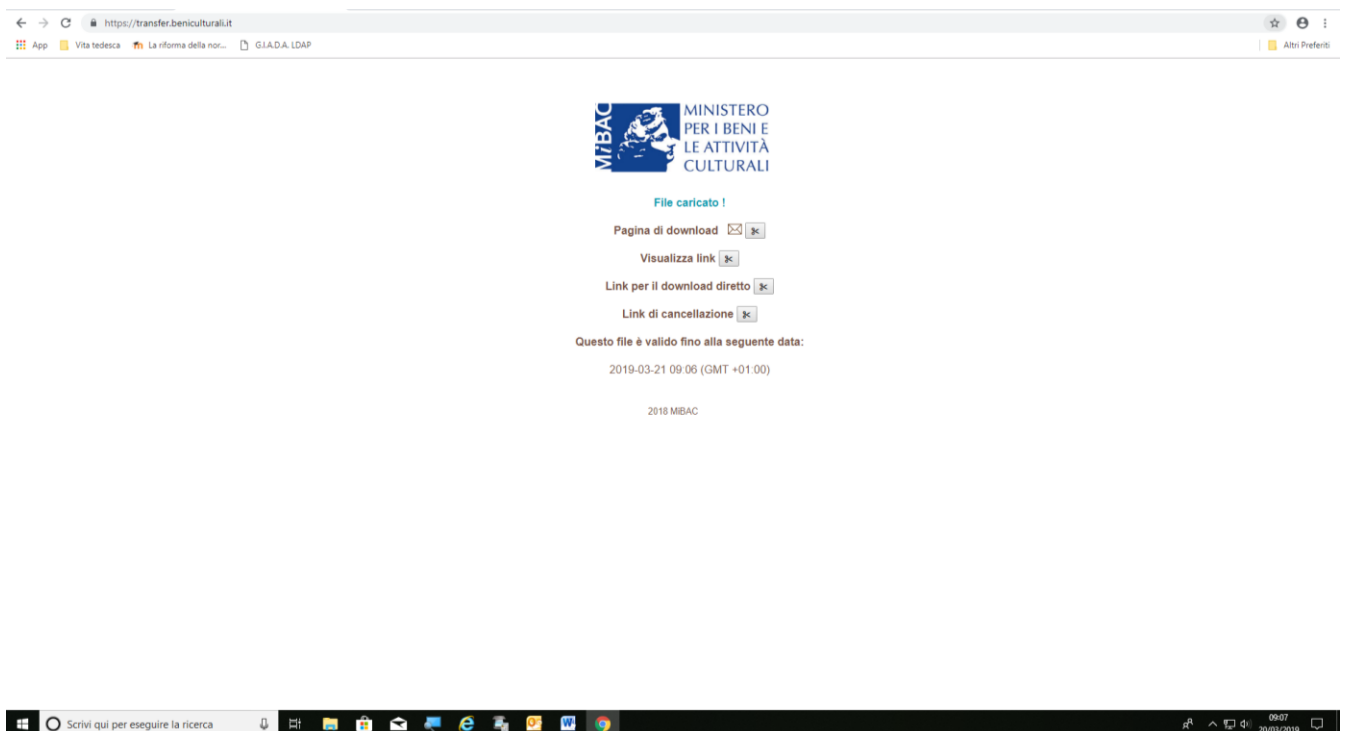 https://transfer.beniculturali.it
App Vita tedesca La riforma della nor... G.I.A.D.A. LDAP Altri Preferiti
MiBAC
MINISTERO
PER I BENI E
LE ATTIVITÀ
CULTURALI
File caricato !
Pagina di download
Visualizza link
Link per il download diretto
Link di cancellazione
Questo file è valido fino alla seguente data:
2019-03-21 09:06 (GMT +01:00)
2018 MiBAC
Scrivi qui per eseguire la ricerca
09:07
20/03/2019